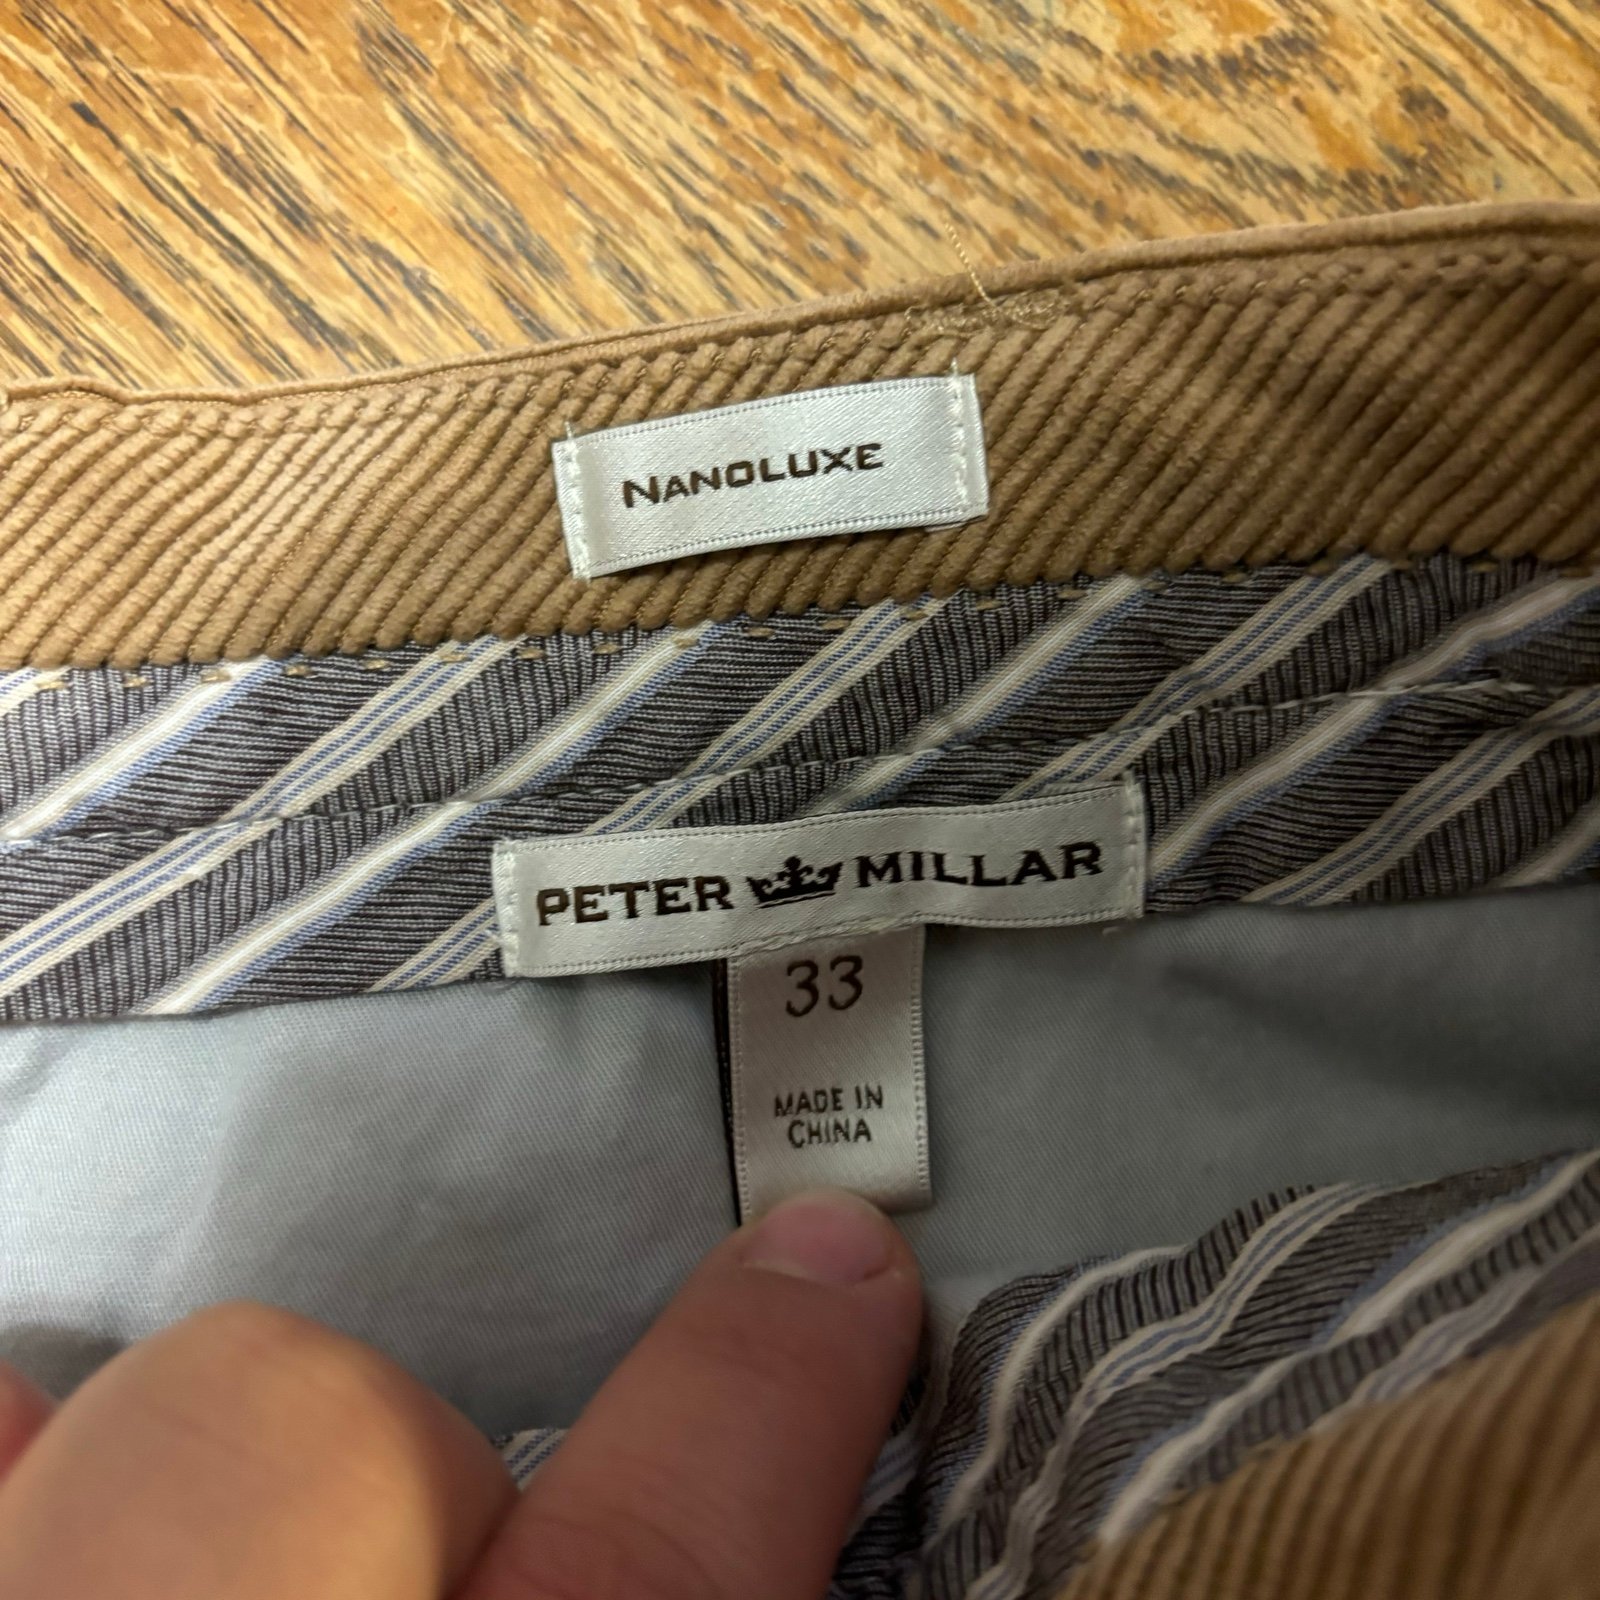 NANOLUXE
PETER MILLAR
33
MADE IN
CHINA